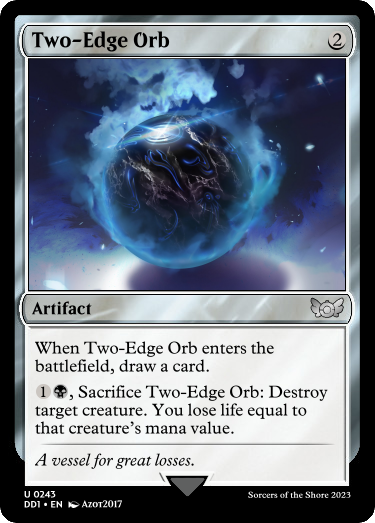 Two-Edge Orb 2
Artifact
When Two-Edge Orb enters the
battlefield, draw a card.
1, Sacrifice Two-Edge Orb: Destroy
target creature. You lose life equal to
that creature's mana value.
A vessel for great losses.
U 0243
DD1 • EN Azot2017
Sorcers of the Shore 2023